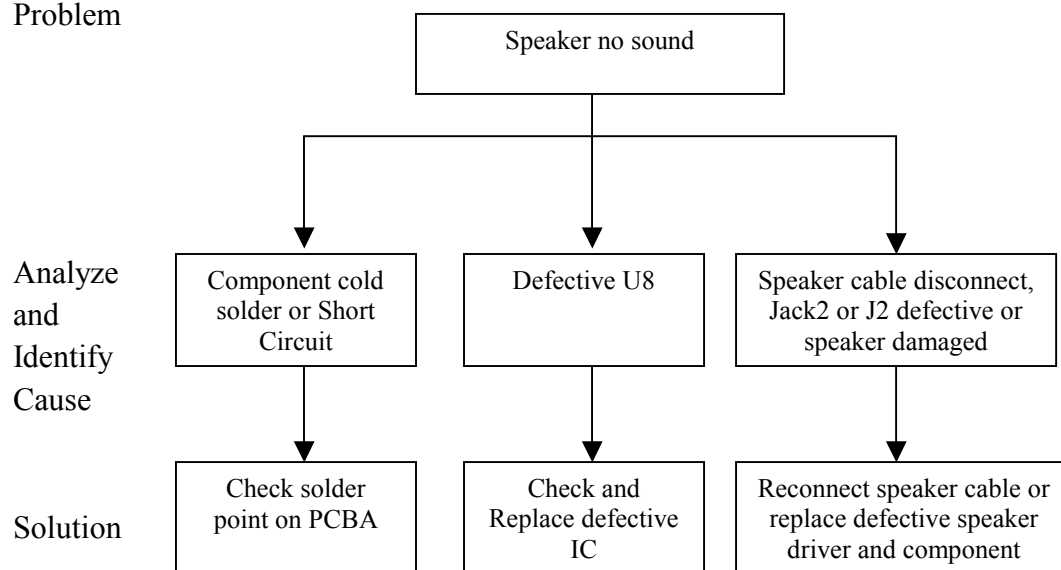 Problem
Speaker no sound
Analyze
and
Identify
Cause
Component cold
solder or Short
Circuit
Defective U8
Speaker cable disconnect,
Jack2 or J2 defective or
speaker damaged
Solution
Check solder
point on PCBA
Check and
Replace defective
IC
Reconnect speaker cable or
replace defective speaker
driver and component